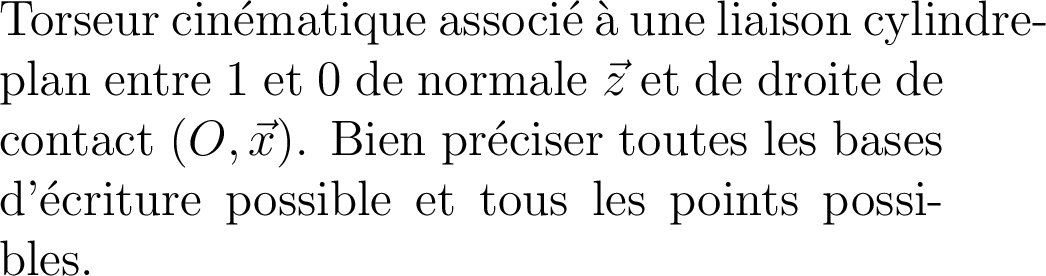 Torseur cinématique associé à une liaison cylindre-
plan entre 1 et 0 de normale $\vec{z}$ et de droite de
contact $(O, \vec{x})$. Bien préciser toutes les bases
d'écriture possible et tous les points possi-
bles.